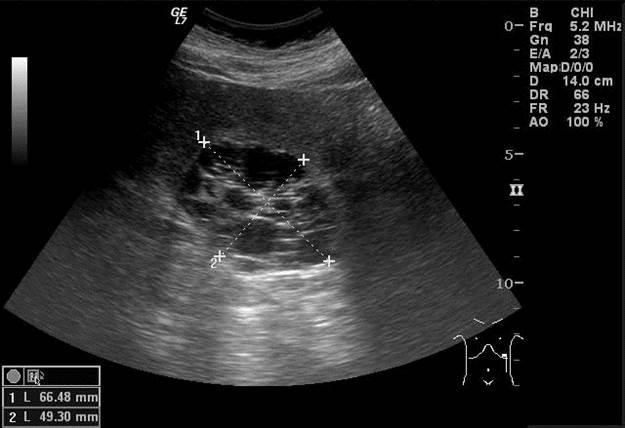 GE
L7
B CHI
Frq 5.2 MHz
Gn 38
E/A 2/3
Map D/0/0
D 14.0 cm
DR 66
FR 23 Hz
AO 100 %
0
5
10
1
2
1 L 66.48 mm
2 L 49.30 mm